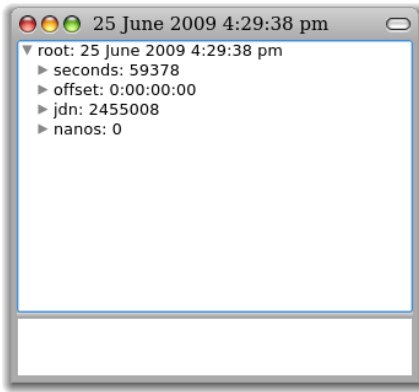 25 June 2009 4:29:38 pm
root: 25 June 2009 4:29:38 pm
seconds: 59378
offset: 0:00:00:00
jdn: 2455008
nanos: 0